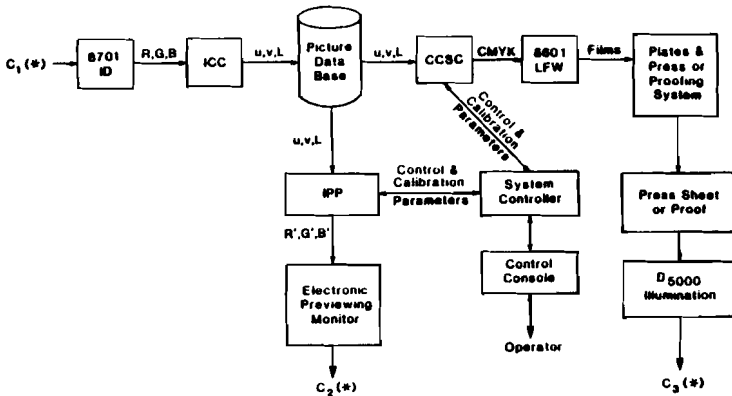 C1(*)
8701
ID
R,G,B
ICC
u,v,L
Picture
Data
Base
u,v,L
CCSC
CMYK
8601
LFW
Films
Plates &
Press or
Proofing
System
Control &
Calibration
Parameters
u,v,L
IPP
Control &
Calibration
Parameters
System
Controller
Press Sheet
or Proof
R',G',B'
Electronic
Previewing
Monitor
Control
Console
D5000
Illumination
Operator
C2(*)
C3(*)